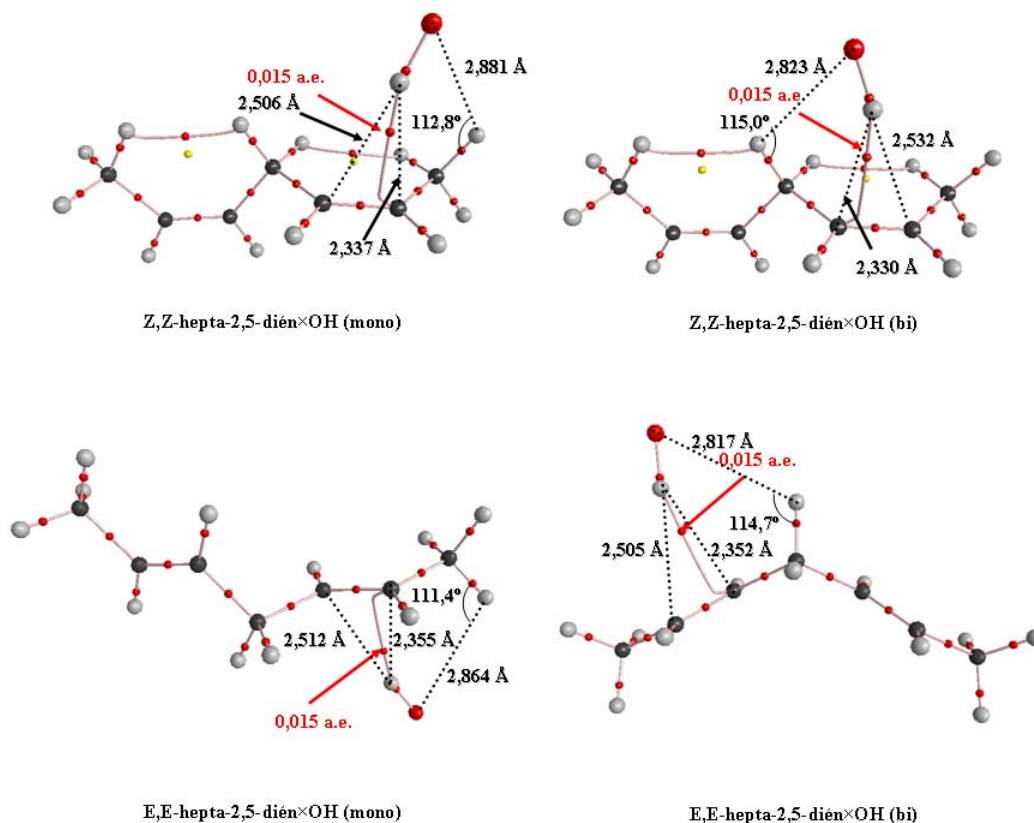 2,881 Å
0,015 a.e.
2,506 Å
112,8º
2,337 Å
Z,Z-hepta-2,5-dién×OH (mono)
2,823 Å
0,015 a.e.
115,0º
2,532 Å
2,330 Å
Z,Z-hepta-2,5-dién×OH (bi)
111,4º
2,512 Å
2,355 Å
2,864 Å
0,015 a.e.
E,E-hepta-2,5-dién×OH (mono)
2,817 Å
0,015 a.e.
114,7º
2,505 Å
2,352 Å
E,E-hepta-2,5-dién×OH (bi)